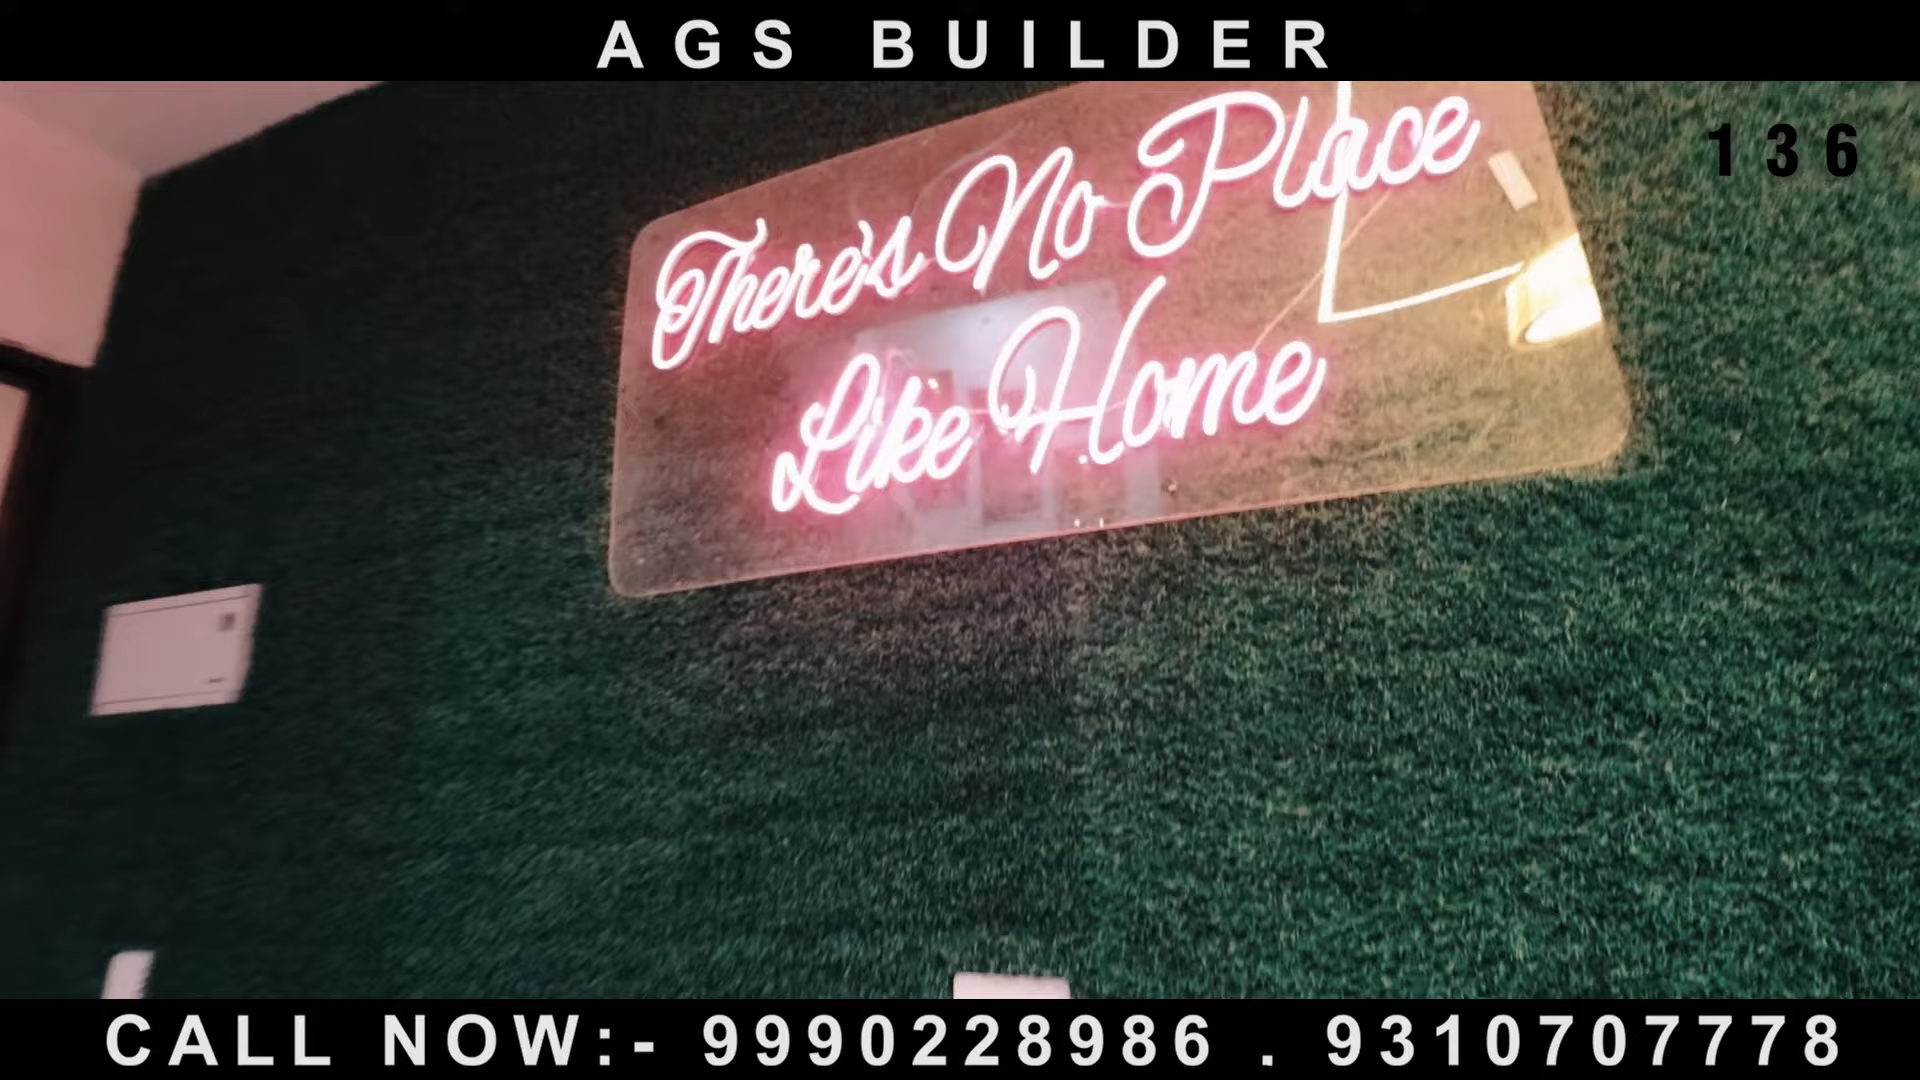 AGS BUILDER
136
There's No Place
Like Home
CALL NOW:- 9990228986 . 9310707778